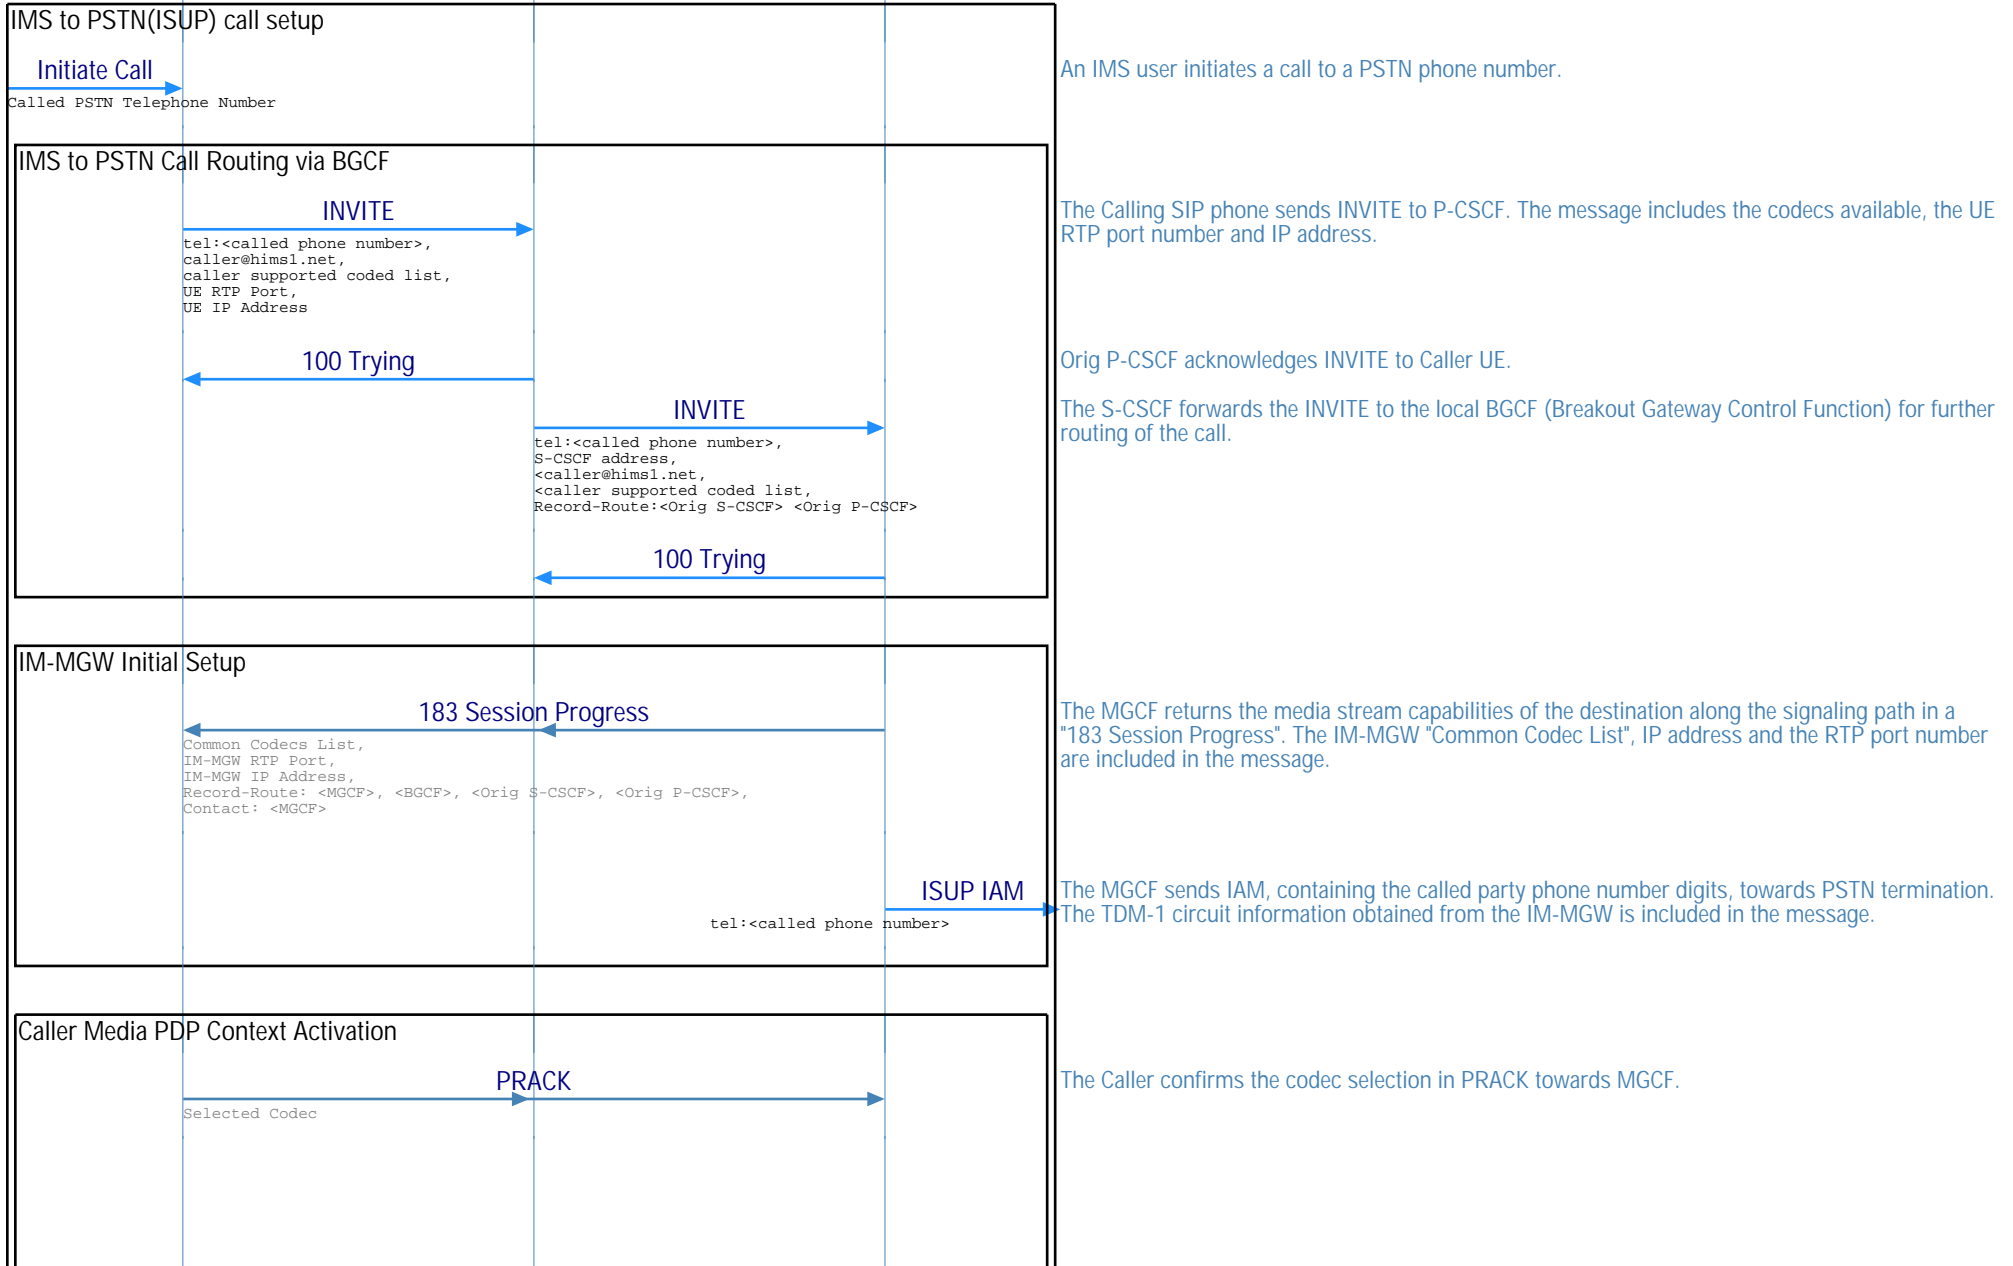 IMS to PSTN(ISUP) call setup
Initiate Call
An IMS user initiates a call to a PSTN phone number.
Called PSTN Telephone Number
IMS to PSTN Call Routing via BGCF
INVITE
The Calling SIP phone sends INVITE to P-CSCF. The message includes the codecs available, the UE
RTP port number and IP address.
tel:<called phone number>,
caller@hims1.net,
caller supported coded list,
UE RTP Port,
UE IP Address
100 Trying
Orig P-CSCF acknowledges INVITE to Caller UE.
INVITE
The S-CSCF forwards the INVITE to the local BGCF (Breakout Gateway Control Function) for further
routing of the call.
tel:<called phone number>,
S-CSCF address,
<caller@hims1.net,
<caller supported coded list,
Record-Route:<Orig S-CSCF> <Orig P-CSCF>
100 Trying
IM-MGW Initial Setup
183 Session Progress
The MGCF returns the media stream capabilities of the destination along the signaling path in a
"183 Session Progress". The IM-MGW "Common Codec List", IP address and the RTP port number
are included in the message.
Common Codecs List,
IM-MGW RTP Port,
IM-MGW IP Address,
Record-Route: <MGCF>, <BGCF>, <Orig S-CSCF>, <Orig P-CSCF>,
Contact: <MGCF>
ISUP IAM
The MGCF sends IAM, containing the called party phone number digits, towards PSTN termination.
The TDM-1 circuit information obtained from the IM-MGW is included in the message.
tel:<called phone number>
Caller Media PDP Context Activation
PRACK
The Caller confirms the codec selection in PRACK towards MGCF.
Selected Codec